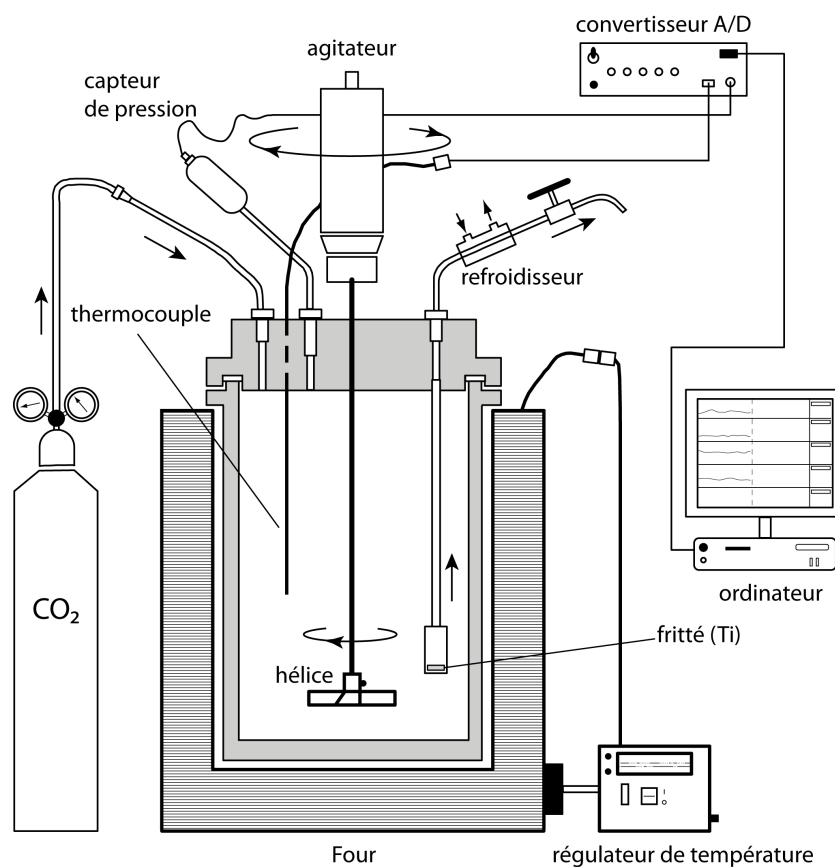 convertisseur A/D
agitateur
capteur
de pression
refroidisseur
thermocouple
CO₂
ordinateur
fritté (Ti)
hélice
Four
régulateur de température